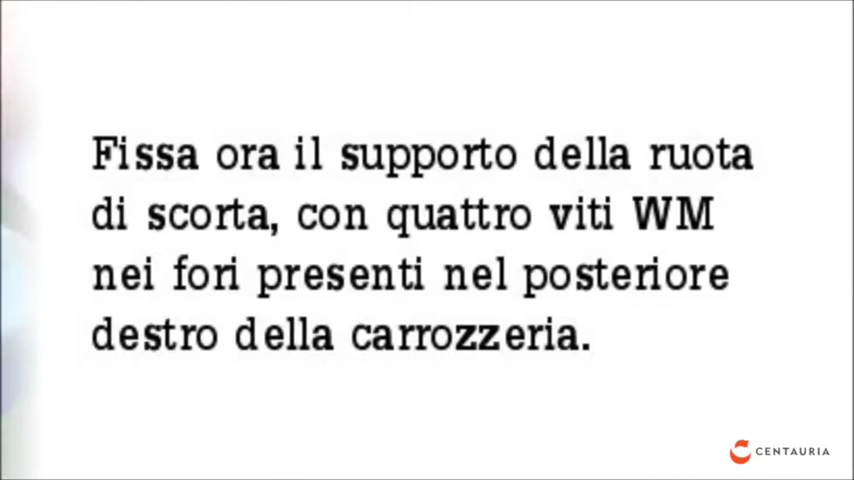 Fissa ora il supporto della ruota
di scorta, con quattro viti WM
nei fori presenti nel posteriore
destro della carrozzeria.
CENTAURIA